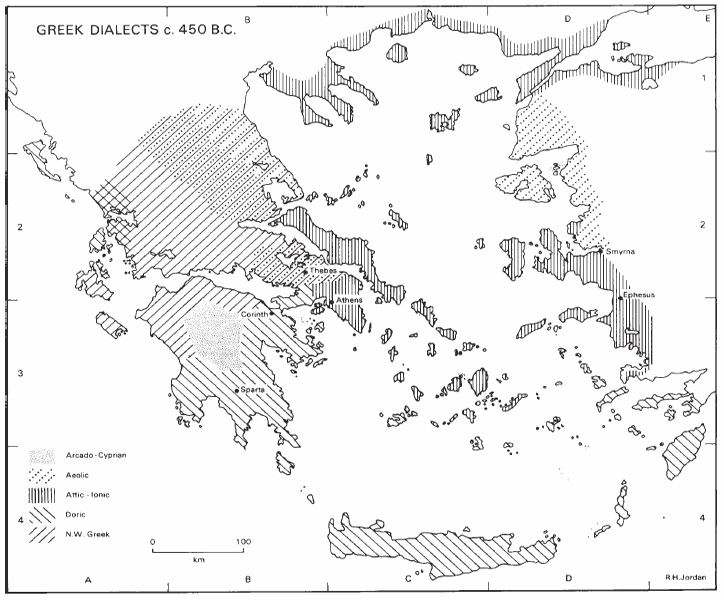 B
D
E
GREEK DIALECTS c. 450 B.C.
1
2
2
Smyrna
Thebes
Ephesus
Athens
Corinth
3
3
Sparta
Arcado-Cyprian
Aeolic
Attic-Ionic
Doric
N.W. Greek
4
4
0 100
km
A
B
C
D
R.H.Jordan